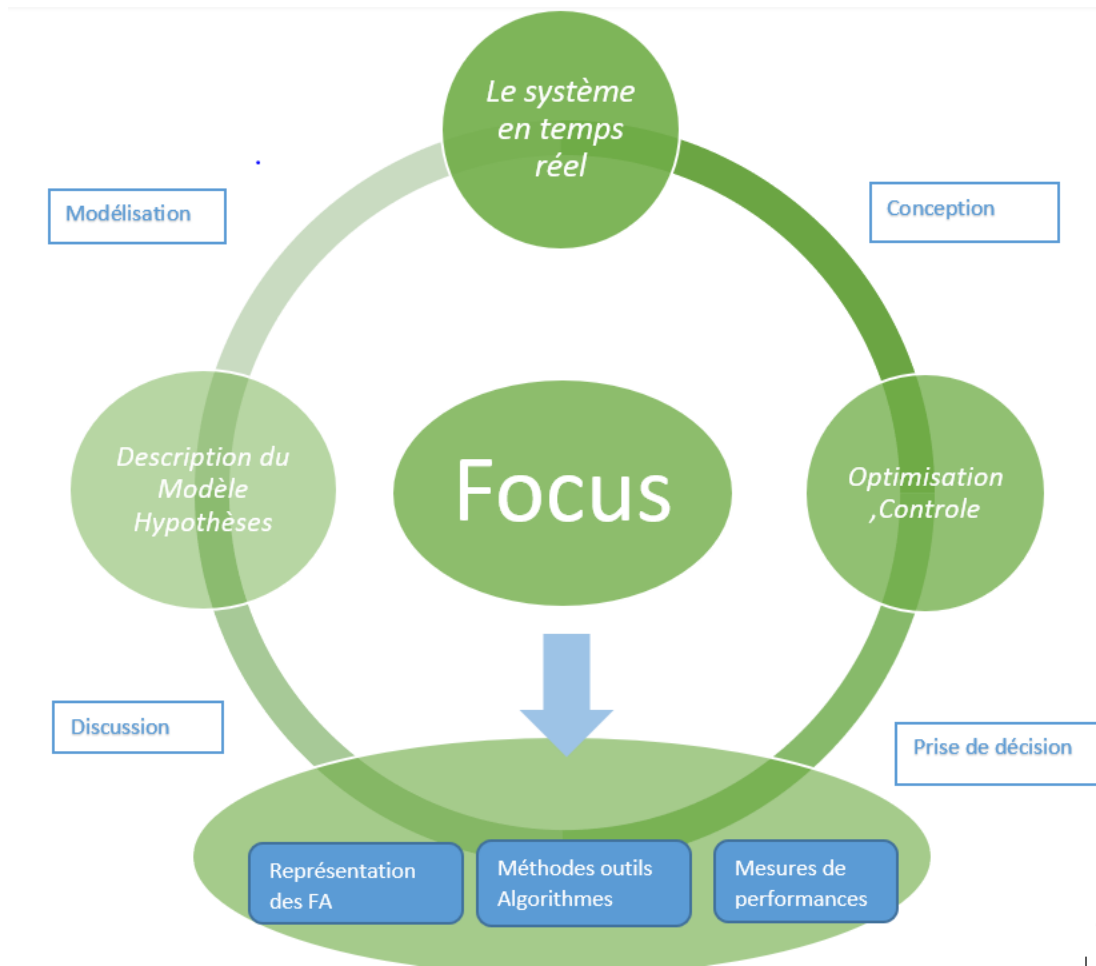 Le système
en temps
réel
Modélisation
Conception
Description du
Modèle
Hypothèses
Focus
Optimisation
,Controle
Discussion
Prise de décision
Représentation
des FA
Méthodes outils
Algorithmes
Mesures de
performances